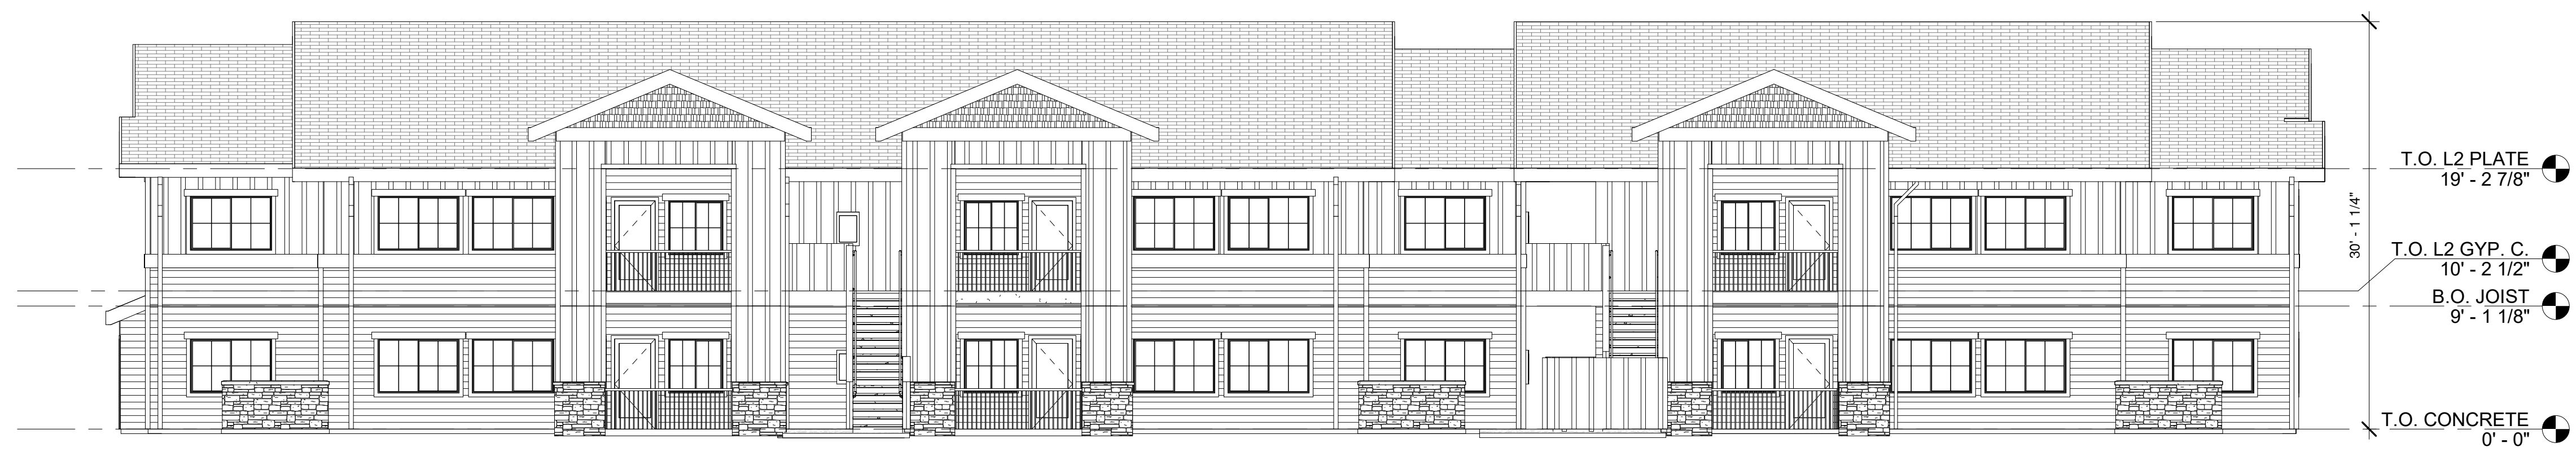 T.O. L2 PLATE
19' - 2 7/8"
30' - 1 1/4"
T.O. L2 GYP. C.
10' - 2 1/2"
B.O. JOIST
9' - 1 1/8"
T.O. CONCRETE
0' - 0"